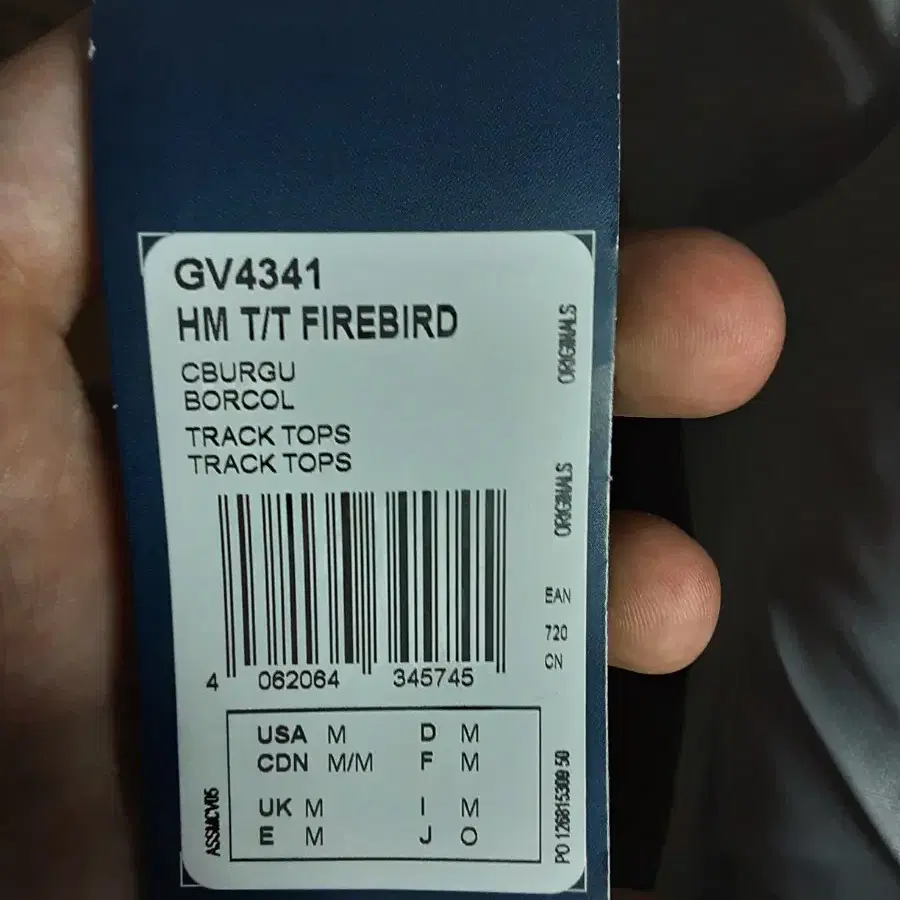 GV4341
HM T/T FIREBIRD
CBURGU
BORCOL
TRACK TOPS
TRACK TOPS
ORIGINALS
ORIGINALS
EAN
720
CN
4 062064 345745
USA M D M
CDN M/M F M
UK M I M
E M J O
ASSMCV05
PO 126815309 50